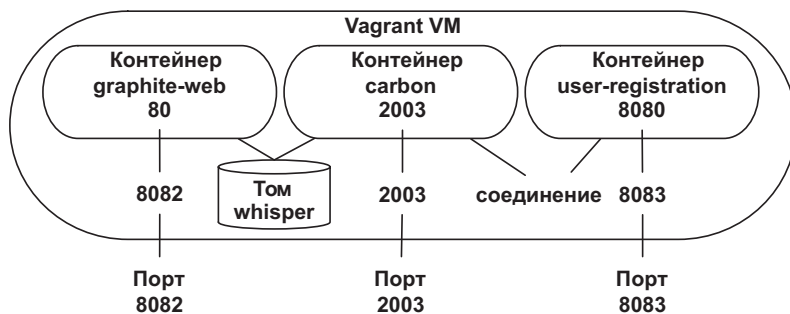 Vagrant VM
Контейнер
graphite-web
80
Контейнер
carbon
2003
Контейнер
user-registration
8080
8082
Том
whisper
2003
соединение
8083
Порт
8082
Порт
2003
Порт
8083